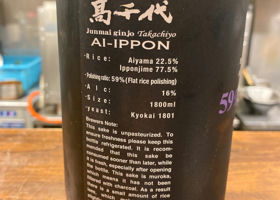 高千代
Junmai ginjo Takachiyo
AI-IPPON
・Rice: Aiyama 22.5%
Ipponjime 77.5%
・Polishing ratio: 59%(Flat rice polishing)
・Alc: 16%
・Size: 1800ml
・Yeast: Kyokai 1801
59
Brewers Note:
This sake is unpasteurized. To
ensure freshness please keep this
bottle refrigerated. It is recom-
mended that this sake be
consumed sooner than later, while
it is fresh, especially after opening
the bottle. This sake is muroka,
which means it has not been
with charcoal. As a result
there is a small amount of rice